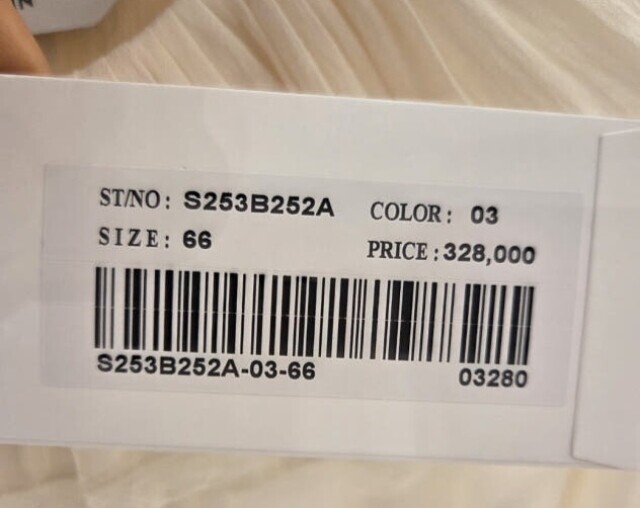 ST/NO: S253B252A COLOR: 03
SIZE: 66 PRICE: 328,000
S253B252A-03-66 03280